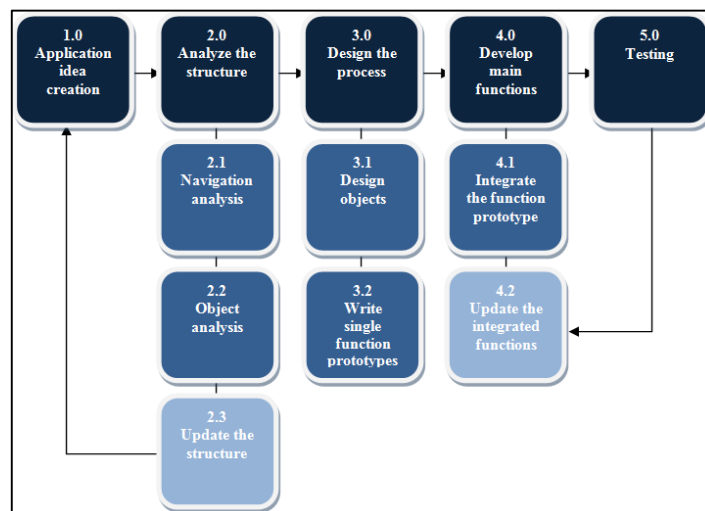 1.0
Application
idea
creation
2.0
Analyze the
structure
3.0
Design the
process
4.0
Develop
main
functions
5.0
Testing
2.1
Navigation
analysis
3.1
Design
objects
4.1
Integrate
the function
prototype
2.2
Object
analysis
3.2
Write
single
function
prototypes
4.2
Update the
integrated
functions
2.3
Update the
structure